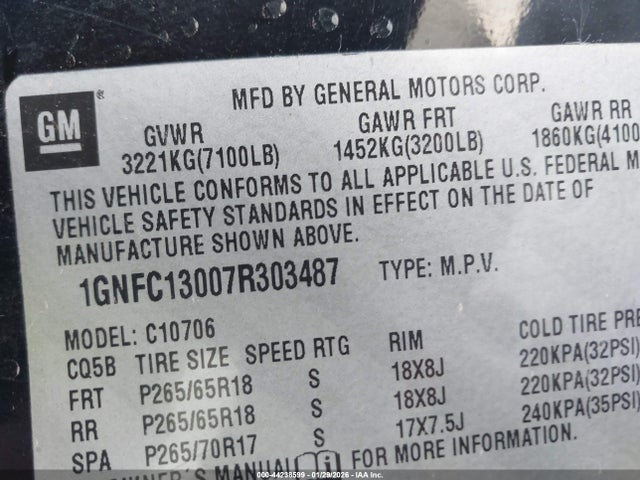 GM ®
MFD BY GENERAL MOTORS CORP.
GVWR GAWR FRT GAWR RR
3221KG(7100LB) 1452KG(3200LB) 1860KG(4100
THIS VEHICLE CONFORMS TO ALL APPLICABLE U.S. FEDERAL M
VEHICLE SAFETY STANDARDS IN EFFECT ON THE DATE OF
MANUFACTURE SHOWN ABOVE.
1GNFC13007R303487 TYPE: M.P.V.
MODEL: C10706
CQ5B TIRE SIZE SPEED RTG RIM COLD TIRE PRE
FRT P265/65R18 S 18X8J 220KPA(32PSI)
RR P265/65R18 S 18X8J 220KPA(32PSI)
SPA P265/70R17 S 17X7.5J 240KPA(35PSI)
OWNER'S MANUAL FOR MORE INFORMATION.
000-44238599 - 01/29/2026 - IAA, Inc.